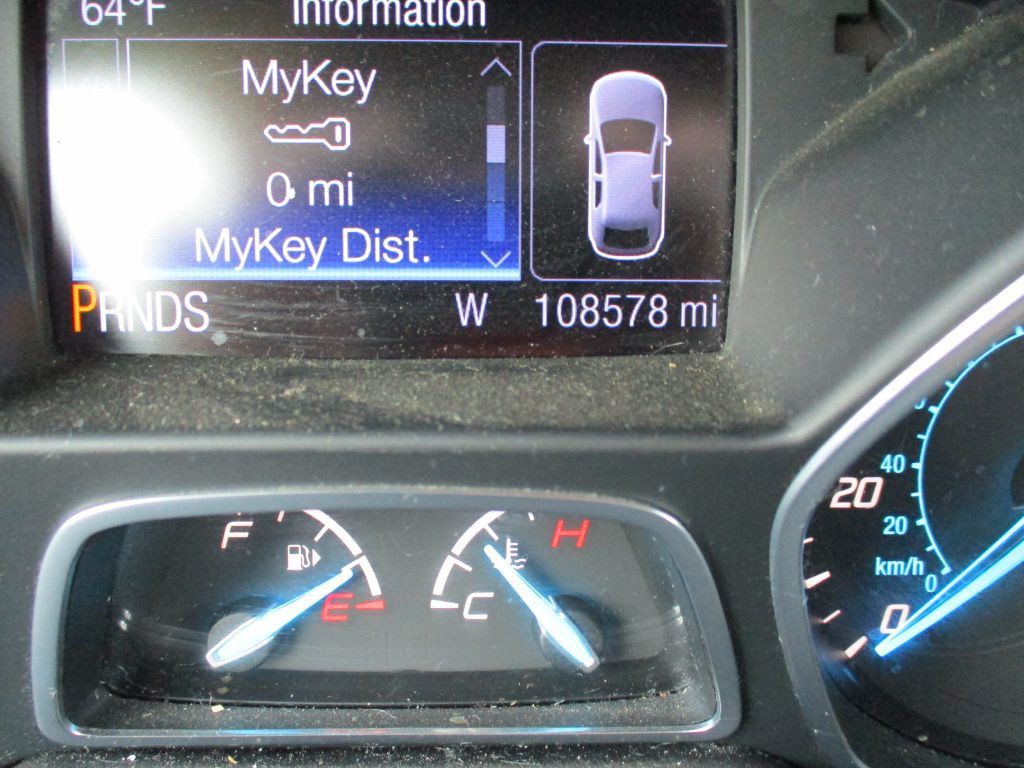 64°F Information
MyKey
0 mi
MyKey Dist.
PRNDS W 108578 mi
F H
E C
40
20
20
km/h
0
0